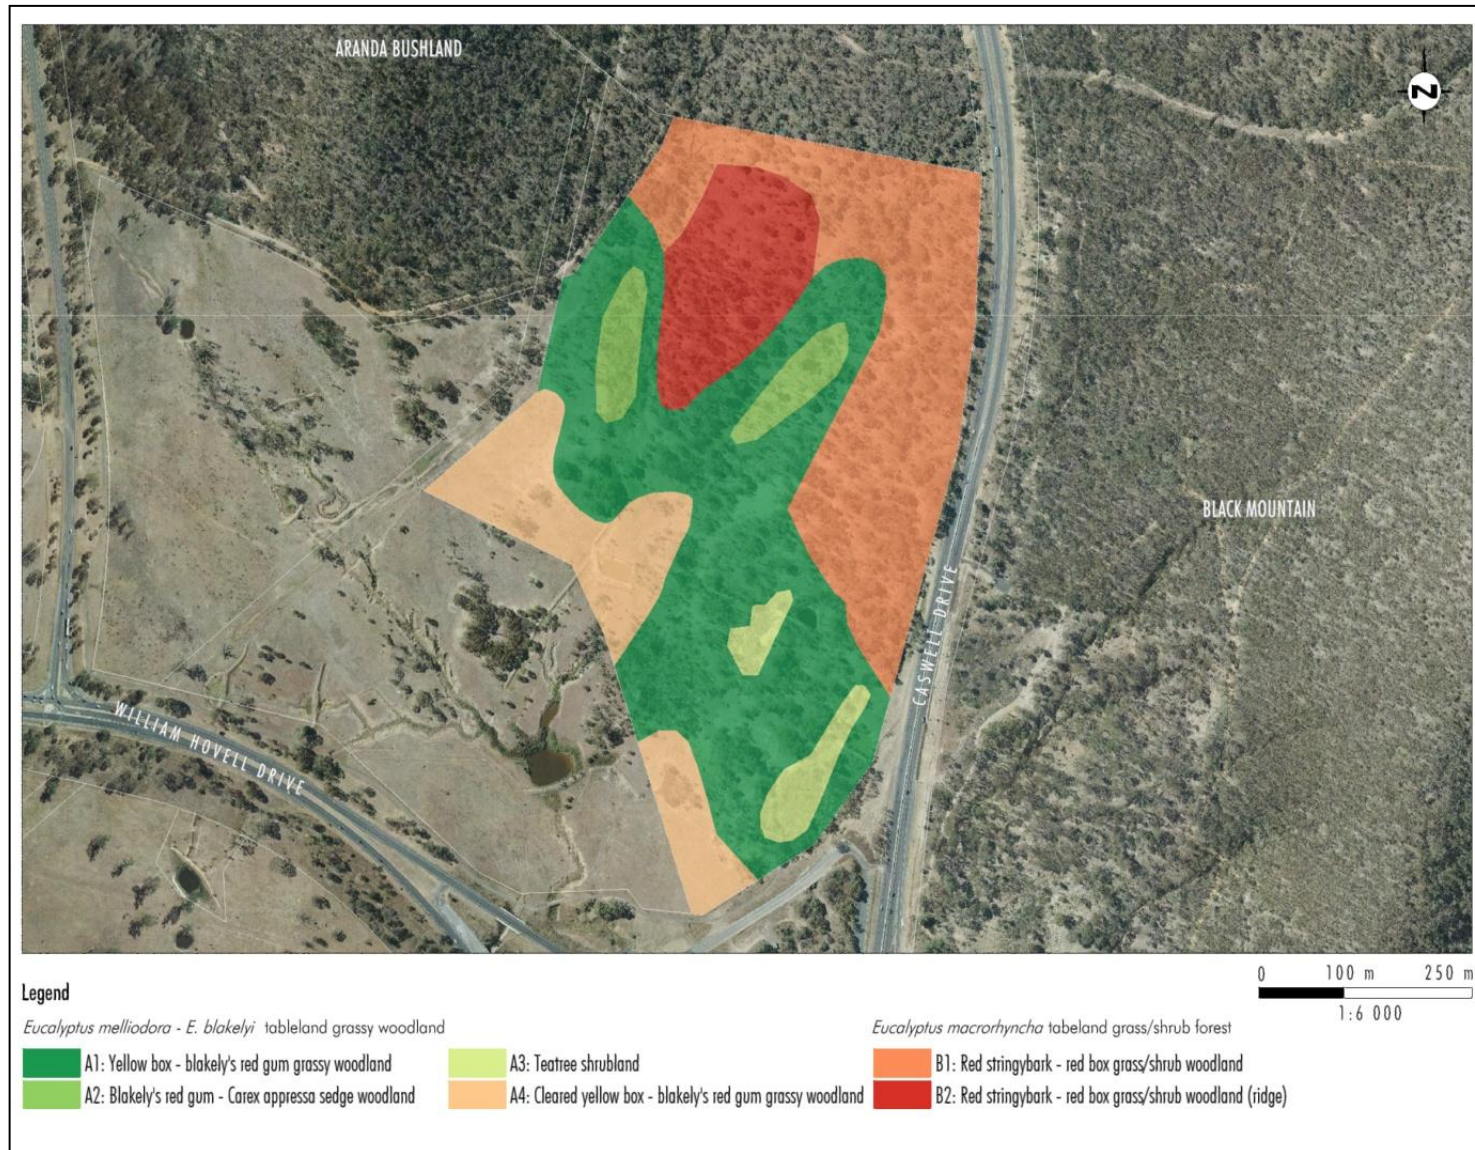 ARANDA BUSHLAND
N
BLACK MOUNTAIN
CASWELL DRIVE
WILLIAM HOVELL DRIVE
0 100 m 250 m
1:6 000
Legend
Eucalyptus melliodora - E. blakelyi tableland grassy woodland
A1: Yellow box - blakely's red gum grassy woodland
A2: Blakely's red gum - Carex appressa sedge woodland
A3: Teatree shrubland
A4: Cleared yellow box - blakely's red gum grassy woodland
Eucalyptus macrorhyncha tabeland grass/shrub forest
B1: Red stringybark - red box grass/shrub woodland
B2: Red stringybark - red box grass/shrub woodland (ridge)